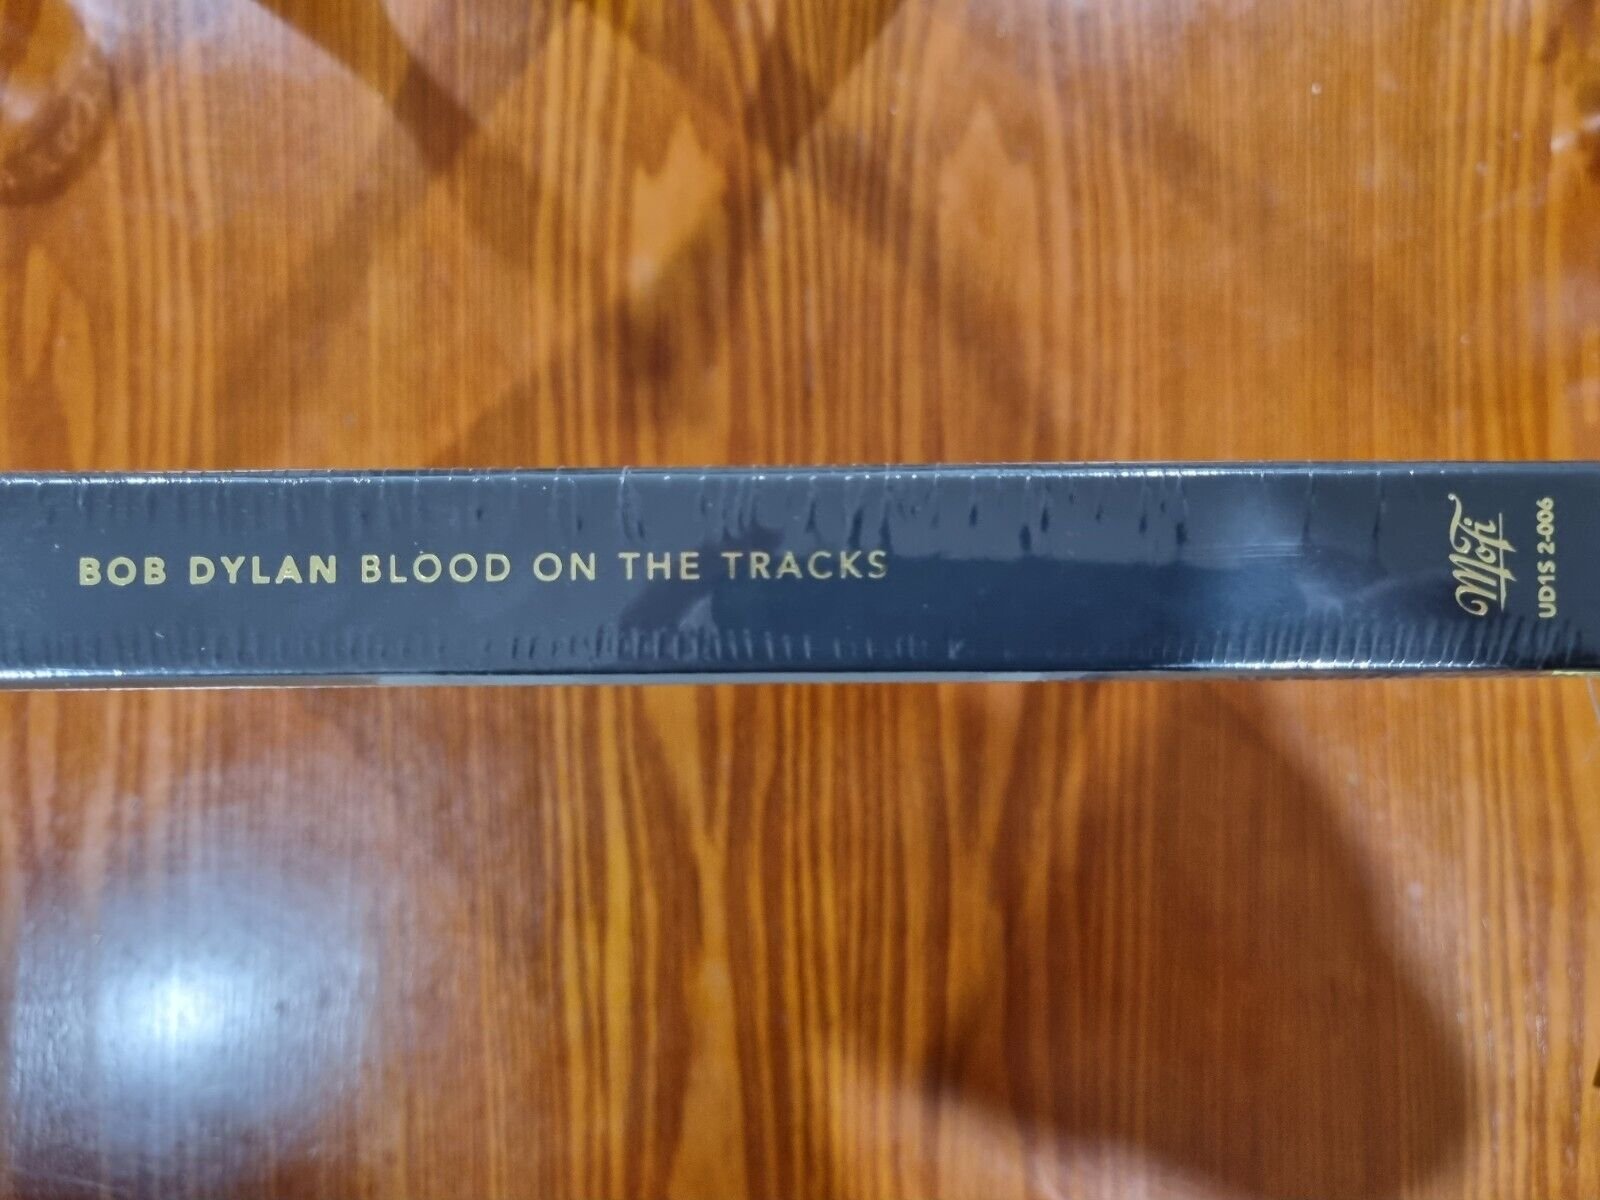 BOB DYLAN BLOOD ON THE TRACKS
MoFi
UD1S 2-006